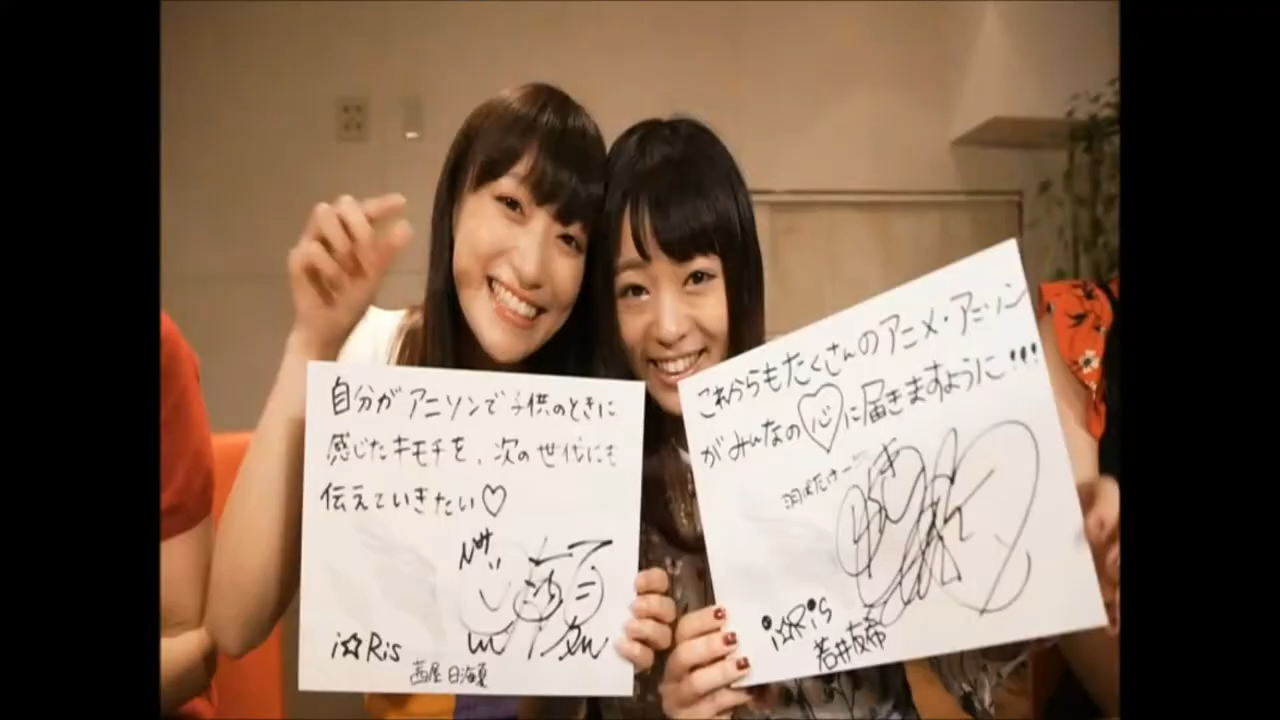 自分がアニソンで子供のときに
感じたキモチを、次の世代にも
伝えていきたい♡
i☆Ris
茜屋日海夏
これからもたくさんのアニメ・アニソン
がみんなの心に届きますように!!!
i☆Ris
若井友希